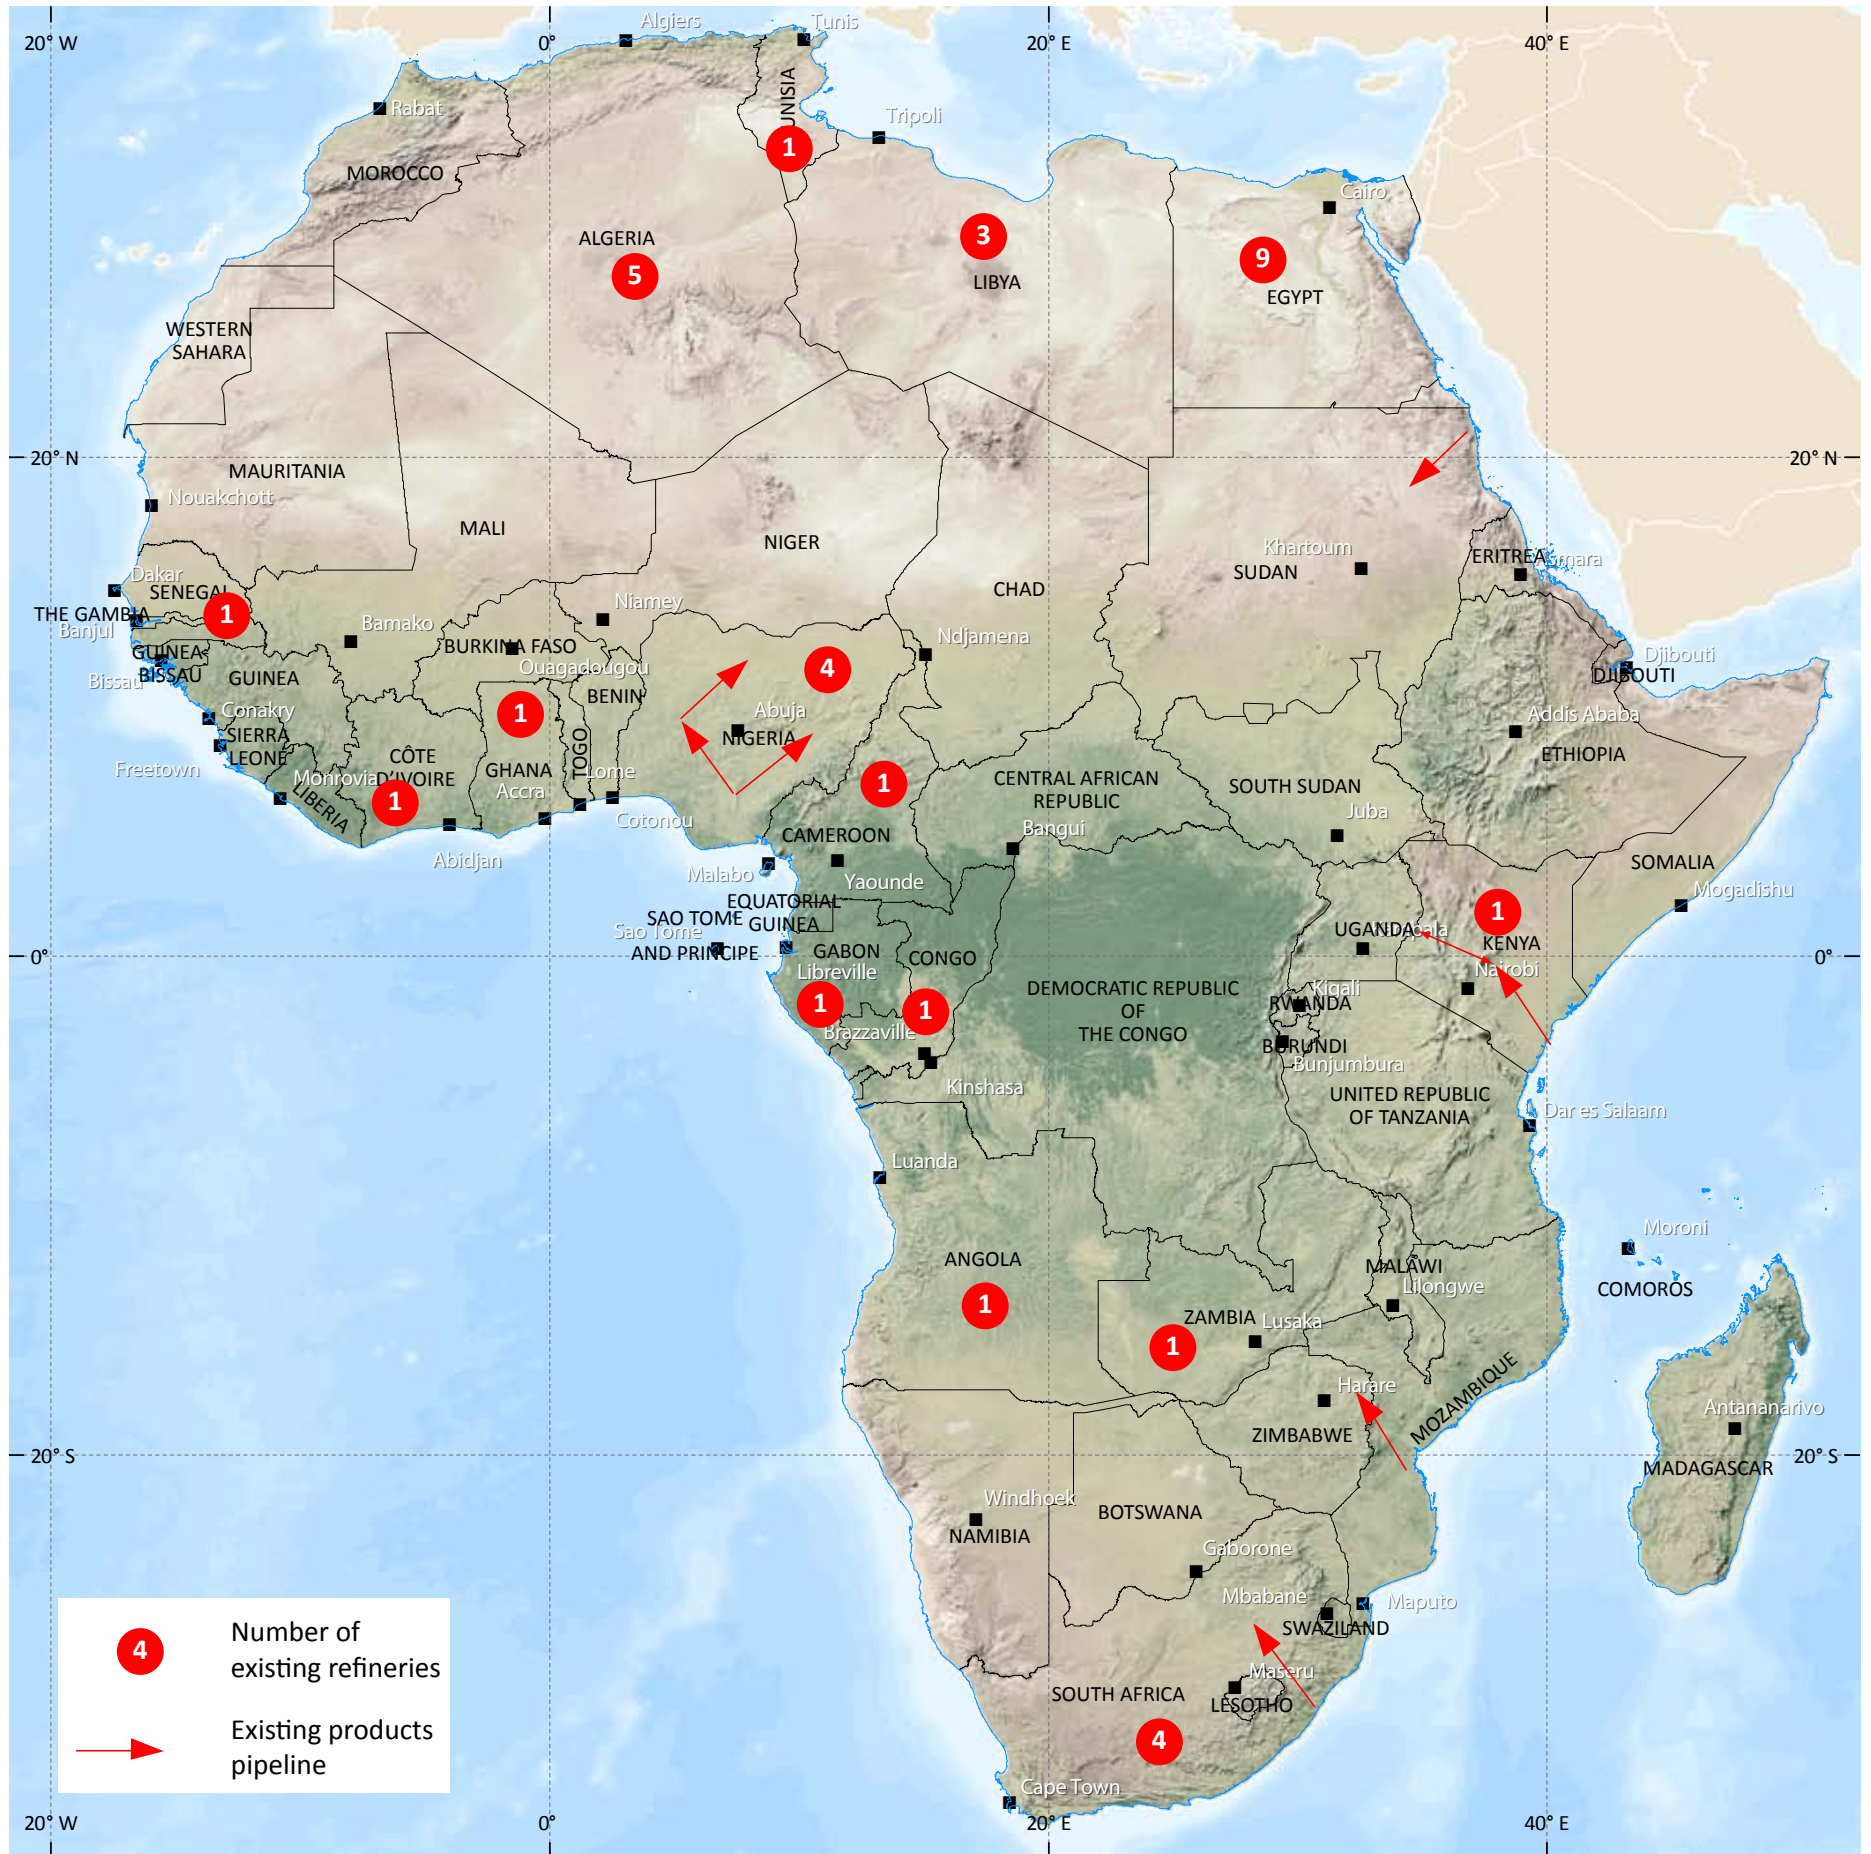 Algiers
Tunis
20° W
0°
20° E
40° E
TUNISIA
Rabat
Tripoli
1
MOROCCO
Cairo
ALGERIA
3
5
9
LIBYA
EGYPT
WESTERN
SAHARA
20° N
20° N
MAURITANIA
Nouakchott
MALI
NIGER
Khartoum
SUDAN
ERITREA
Asmara
CHAD
Dakar
SENEGAL
THE GAMBIA
1
Banjul
Niamey
Bamako
BURKINA FASO
Ouagadougou
Ndjamena
GUINEA-
BISSAU
Bissau
GUINEA
4
Djibouti
DJIBOUTI
BENIN
1
Abuja
NIGERIA
Conakry
SIERRA
LEONE
Freetown
Addis Ababa
ETHIOPIA
TOGO
CÔTE
D'IVOIRE
GHANA
Accra
Lome
Monrovia
LIBERIA
1
1
CENTRAL AFRICAN
REPUBLIC
SOUTH SUDAN
Juba
Cotonou
Abidjan
CAMEROON
Bangui
Yaounde
Malabo
SOMALIA
Mogadishu
EQUATORIAL
GUINEA
SAO TOME
AND PRINCIPE
Sao Tome
1
UGANDA
Kampala
KENYA
Nairobi
0°
0°
GABON
Libreville
CONGO
1
1
Brazzaville
Kinshasa
DEMOCRATIC REPUBLIC
OF
THE CONGO
Kigali
RWANDA
BURUNDI
Bunjumbura
UNITED REPUBLIC
OF TANZANIA
Dar es Salaam
Luanda
Moroni
COMOROS
ANGOLA
1
MALAWI
Lilongwe
ZAMBIA
Lusaka
1
MOZAMBIQUE
Harare
ZIMBABWE
Antananarivo
MADAGASCAR
20° S
20° S
Windhoek
NAMIBIA
BOTSWANA
Gaborone
Mbabane
Maputo
SWAZILAND
Maseru
LESOTHO
SOUTH AFRICA
4
Cape Town
4
Number of
existing refineries
Existing products
pipeline
20° W
0°
20° E
40° E